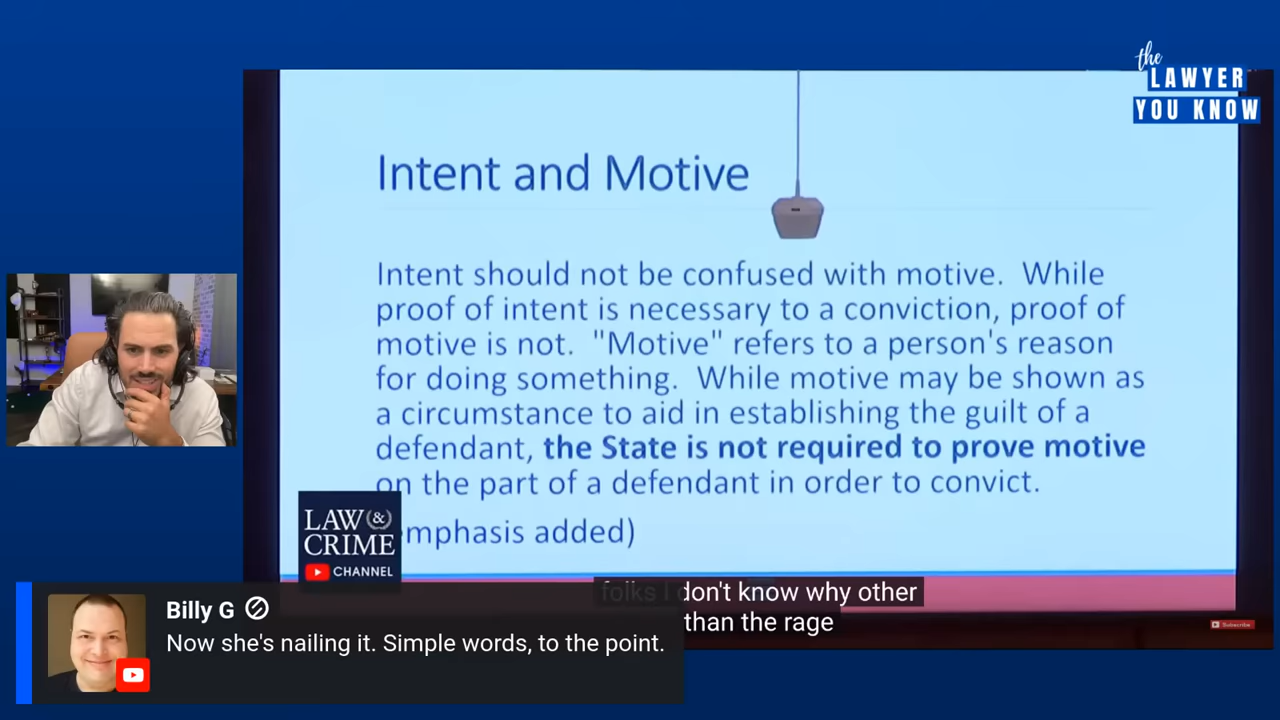 the
LAWYER
YOU KNOW
Intent and Motive
Intent should not be confused with motive. While
proof of intent is necessary to a conviction, proof of
motive is not. "Motive" refers to a person's reason
for doing something. While motive may be shown as
a circumstance to aid in establishing the guilt of a
defendant, the State is not required to prove motive
on the part of a defendant in order to convict.
emphasis added)
LAW &
CRIME
CHANNEL
folks I don't know why other
than the rage
Subscribe
Billy G
Now she's nailing it. Simple words, to the point.